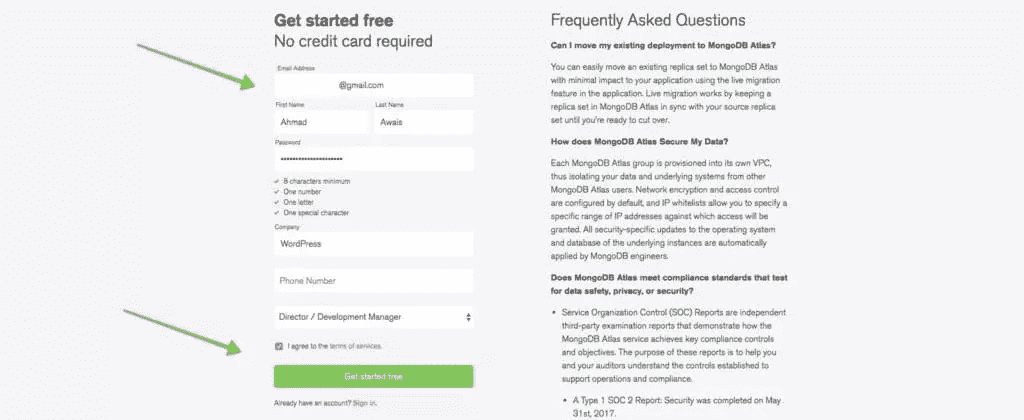 Get started free
No credit card required
Email Address
@gmail.com
First Name
Last Name
Ahmad
Awais
Password
8 characters minimum
One number
One letter
One special character
Company
WordPress
Phone Number
Director / Development Manager
I agree to the terms of services.
Get started free
Already have an account? Sign in.
Frequently Asked Questions
Can I move my existing deployment to MongoDB Atlas?
You can easily move an existing replica set to MongoDB Atlas
with minimal impact to your application using the live migration
feature in the application. Live migration works by keeping a
replica set in MongoDB Atlas in sync with your source replica
set until you're ready to cut over.
How does MongoDB Atlas Secure My Data?
Each MongoDB Atlas group is provisioned into its own VPC,
thus isolating your data and underlying systems from other
MongoDB Atlas users. Network encryption and access control
are configured by default, and IP whitelists allow you to specify a
specific range of IP addresses against which access will be
granted. All security-specific updates to the operating system
and database of the underlying instances are automatically
applied by MongoDB engineers.
Does MongoDB Atlas meet compliance standards that test
for data safety, privacy, or security?
Service Organization Control (SOC) Reports are independent
third-party examination reports that demonstrate how the
MongoDB Atlas service achieves key compliance controls
and objectives. The purpose of these reports is to help you
and your auditors understand the controls established to
support operations and compliance.
A Type 1 SOC 2 Report: Security was completed on May
31st, 2017.